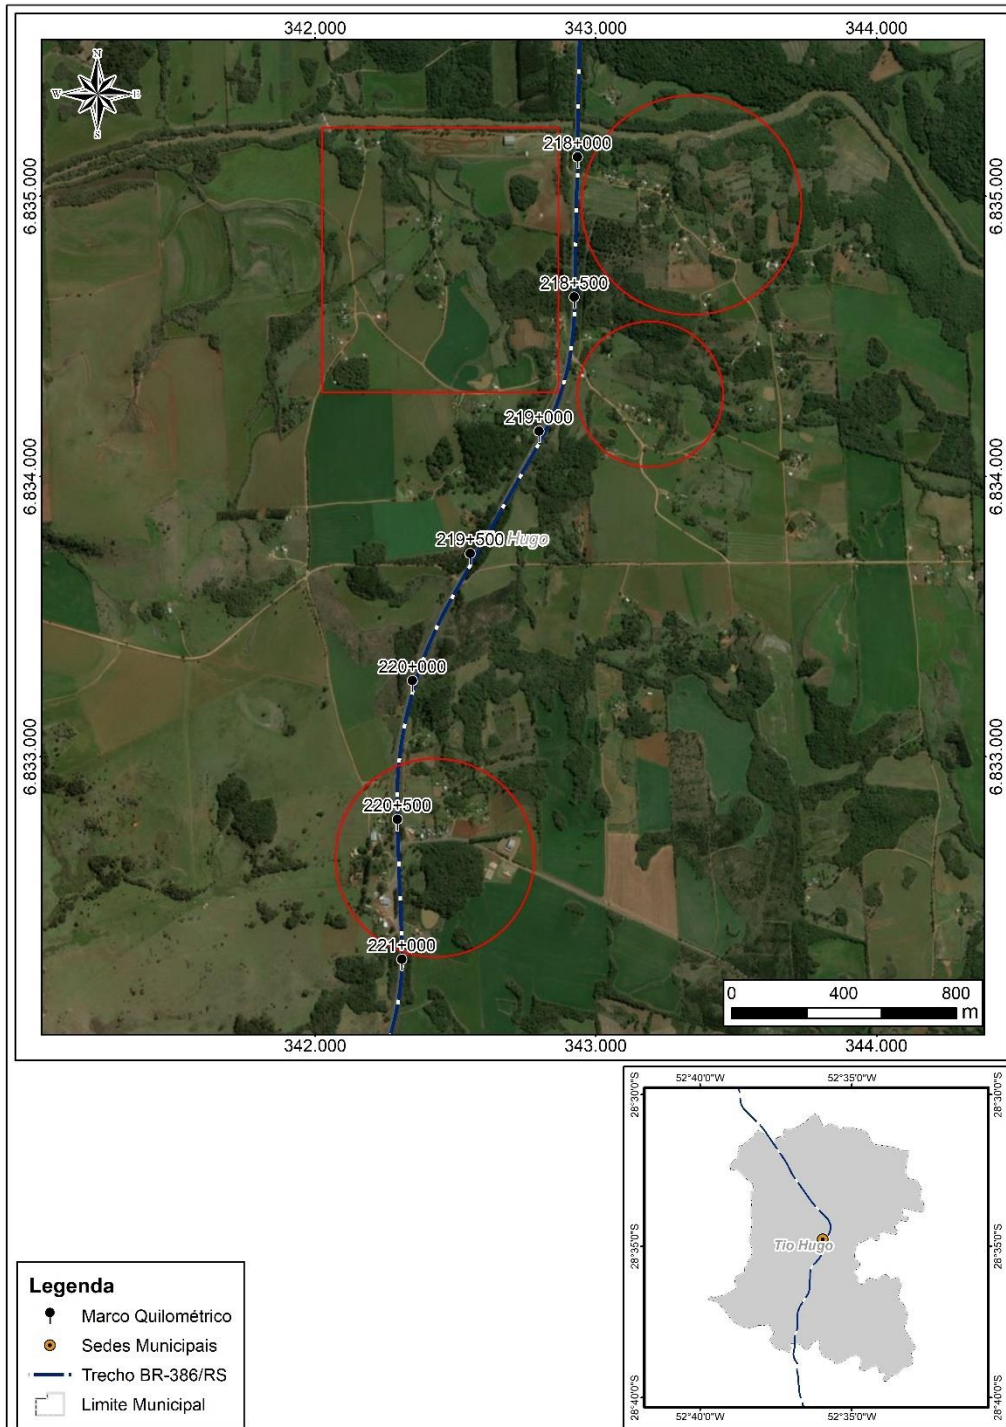 342.000 343.000 344.000
N
W E
S
6.835.000 6.835.000
6.834.000 6.834.000
6.833.000 6.833.000
218+000
218+500
219+000
219+500 Hugo
220+000
220+500
221+000
0 400 800
m
342.000 343.000 344.000
52°40'0"W 52°35'0"W
28°30'0"S 28°30'0"S
28°35'0"S 28°35'0"S
28°40'0"S 28°40'0"S
Tio Hugo
52°40'0"W 52°35'0"W
Legenda
Marco Quilométrico
Sedes Municipais
Trecho BR-386/RS
Limite Municipal